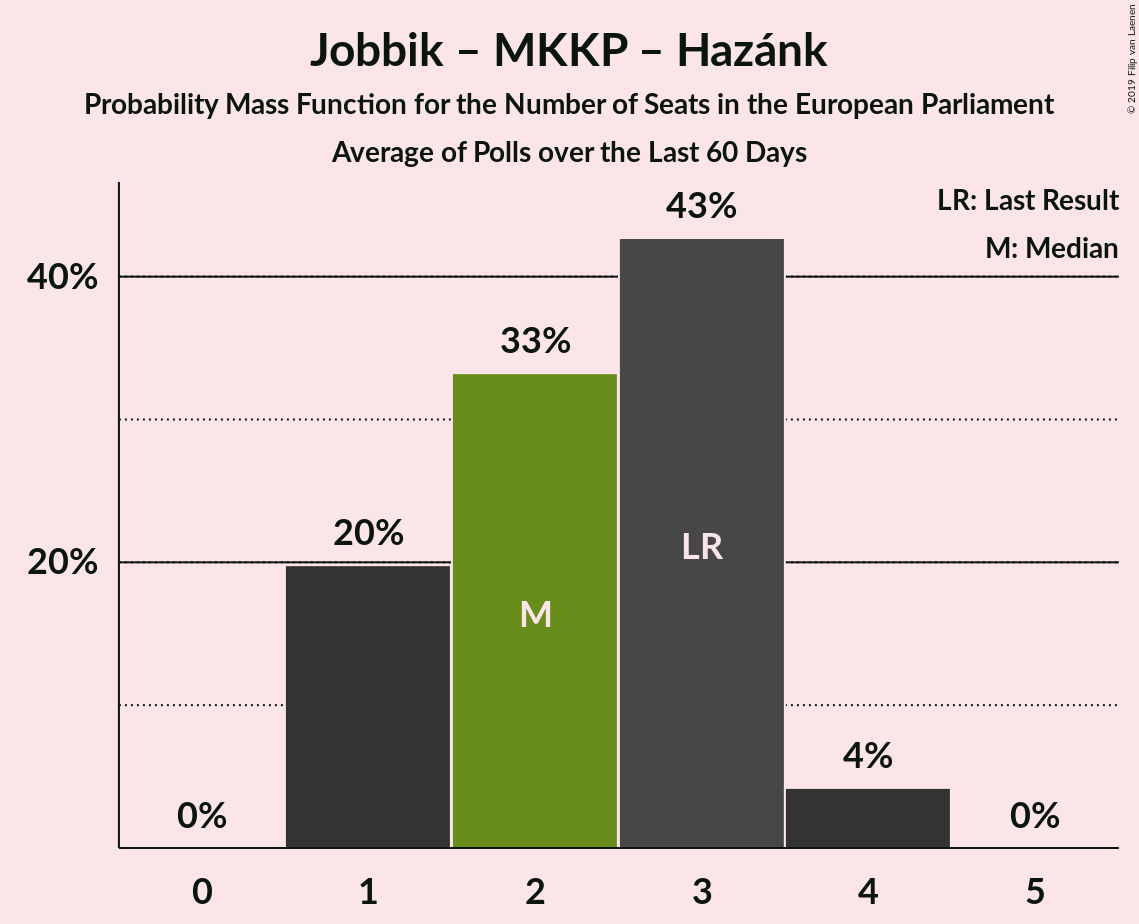 Jobbik – MKKP – Hazánk
Probability Mass Function for the Number of Seats in the European Parliament
Average of Polls over the Last 60 Days
© 2019 Filip van Laenen
LR: Last Result
M: Median
43%
40%
33%
20%
20%
LR
M
4%
0%
0%
0 1 2 3 4 5